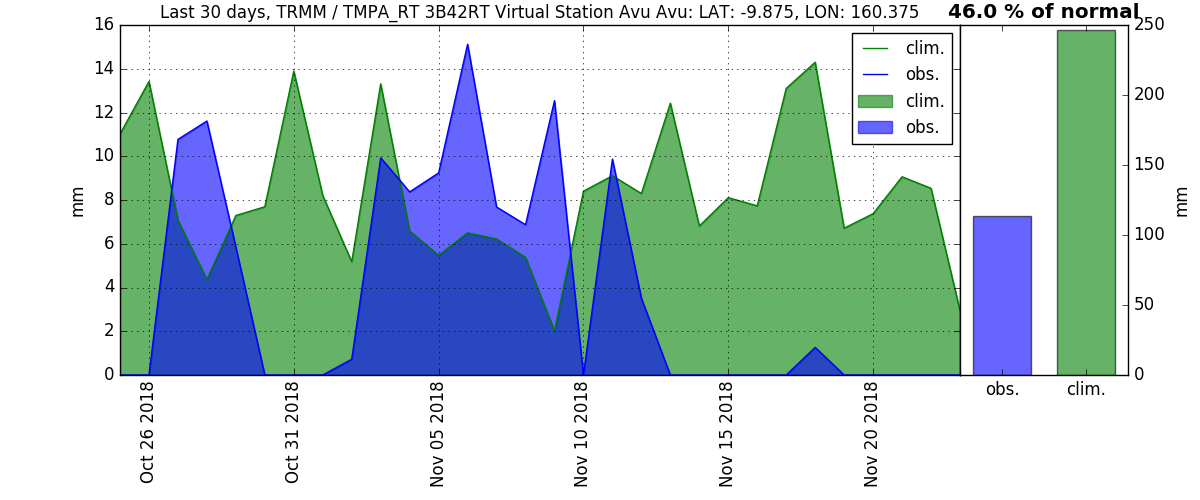 Last 30 days, TRMM / TMPA_RT 3B42RT Virtual Station Avu Avu: LAT: -9.875, LON: 160.375
46.0 % of normal
16
14
12
10
8
6
4
2
0
mm
clim.
obs.
clim.
obs.
250
200
150
100
50
0
mm
Oct 26 2018
Oct 31 2018
Nov 05 2018
Nov 10 2018
Nov 15 2018
Nov 20 2018
obs.
clim.